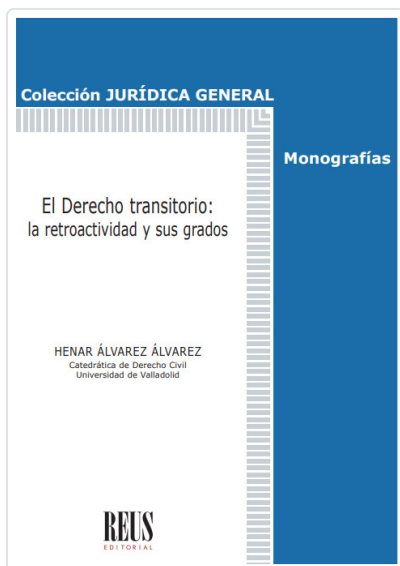 Colección JURÍDICA GENERAL
Monografías
El Derecho transitorio:
la retroactividad y sus grados
HENAR ÁLVAREZ ÁLVAREZ
Catedrática de Derecho Civil
Universidad de Valladolid
REUS
EDITORIAL